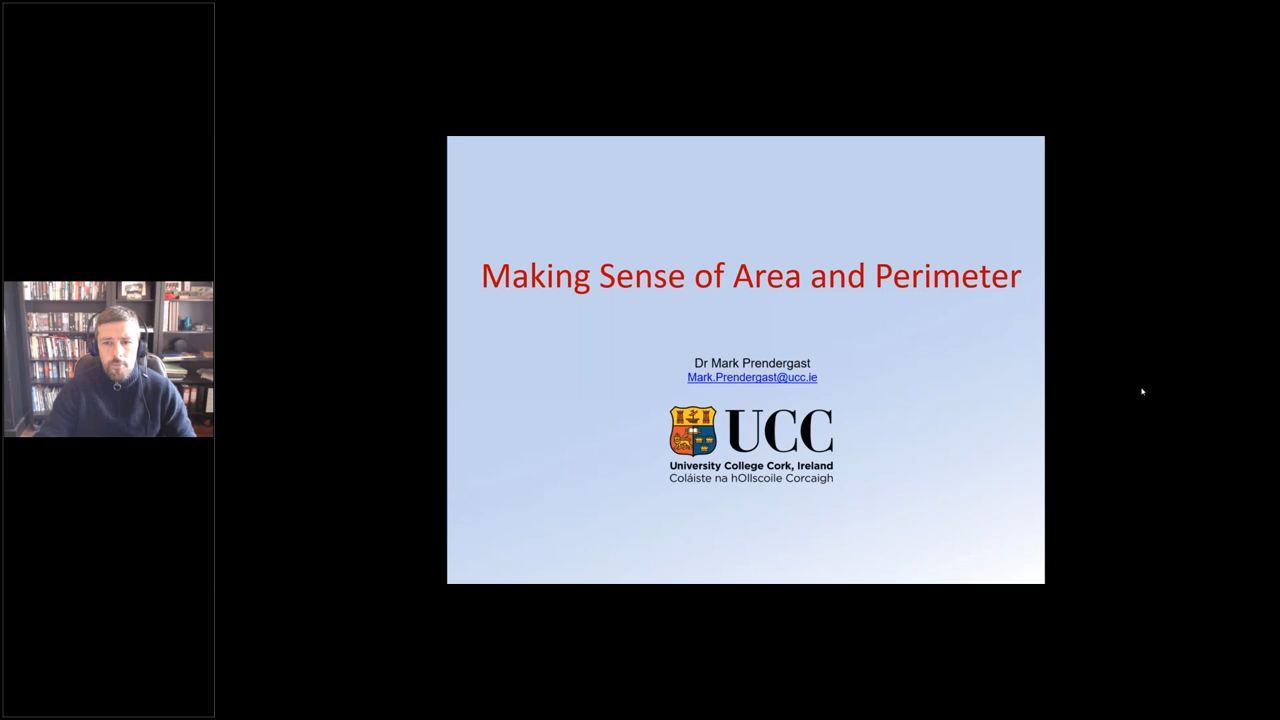 Making Sense of Area and Perimeter
Dr Mark Prendergast
Mark.Prendergast@ucc.ie
UCC
University College Cork, Ireland
Coláiste na hOllscoile Corcaigh